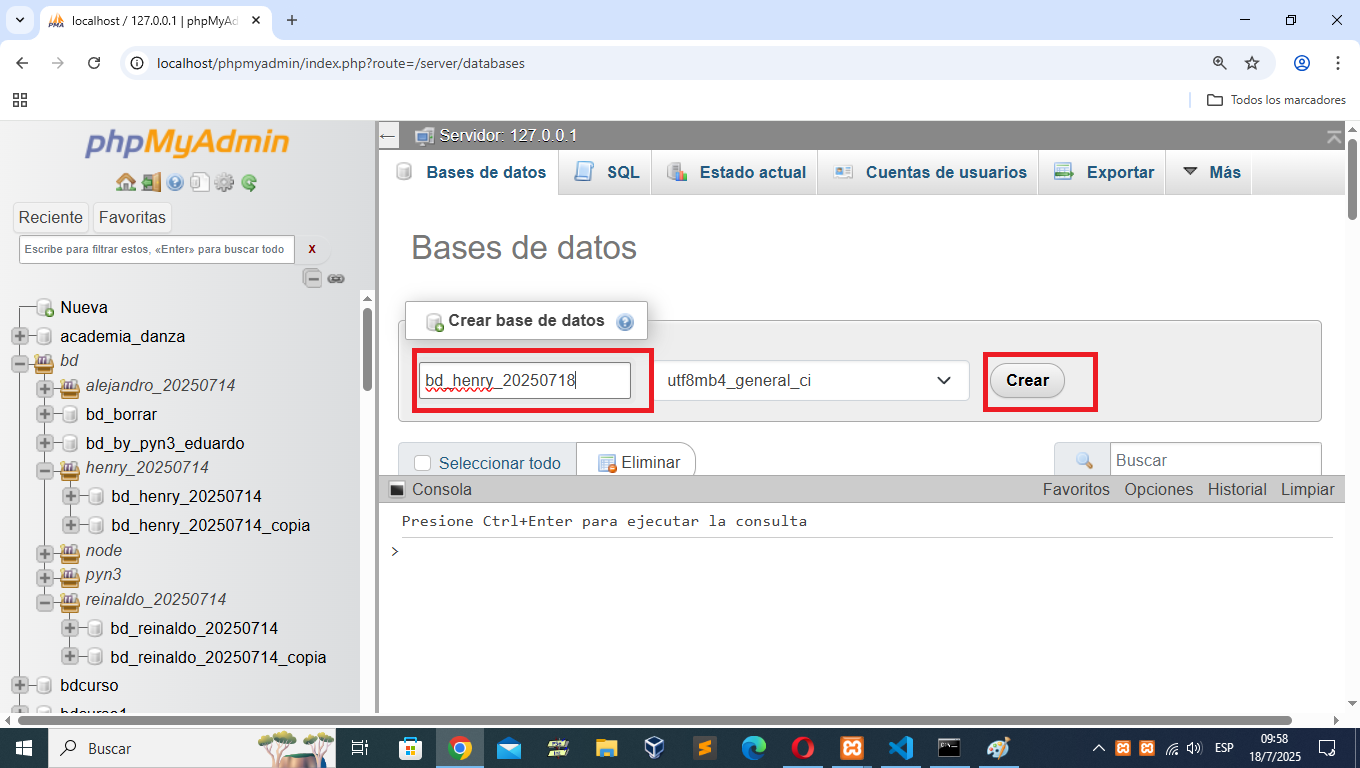 localhost / 127.0.0.1 | phpMyAd
localhost/phpmyadmin/index.php?route=/server/databases
Todos los marcadores
phpMyAdmin
Reciente Favoritas
Escribe para filtrar estos, «Enter» para buscar todo X
Nueva
academia_danza
bd
alejandro_20250714
bd_borrar
bd_by_pyn3_eduardo
henry_20250714
bd_henry_20250714
bd_henry_20250714_copia
node
pyn3
reinaldo_20250714
bd_reinaldo_20250714
bd_reinaldo_20250714_copia
bdcurso
bdcurso1
Servidor: 127.0.0.1
Bases de datos SQL Estado actual Cuentas de usuarios Exportar Más
Bases de datos
Crear base de datos
bd_henry_20250718 utf8mb4_general_ci Crear
Seleccionar todo Eliminar Buscar
Consola Favoritos Opciones Historial Limpiar
Presione Ctrl+Enter para ejecutar la consulta
>
Buscar
ESP
09:58
18/7/2025